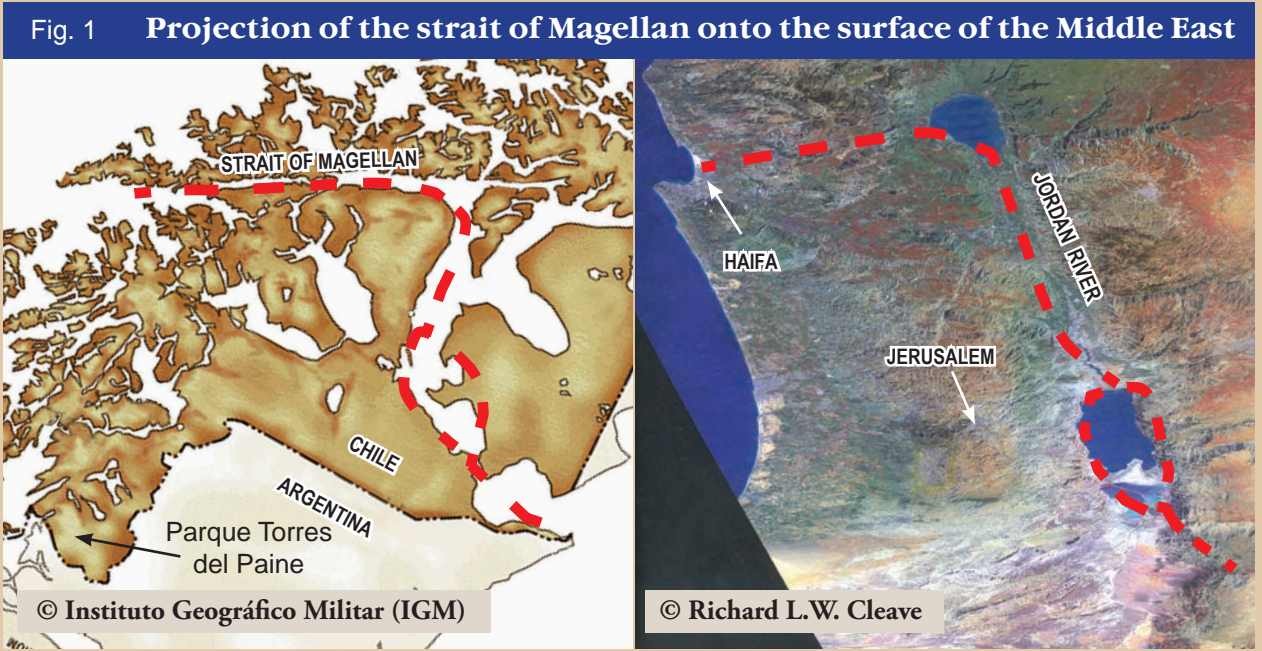 Fig. 1 Projection of the strait of Magellan onto the surface of the Middle East
STRAIT OF MAGELLAN
CHILE
ARGENTINA
Parque Torres
del Paine
© Instituto Geográfico Militar (IGM)
HAIFA
JORDAN RIVER
JERUSALEM
© Richard L.W. Cleave